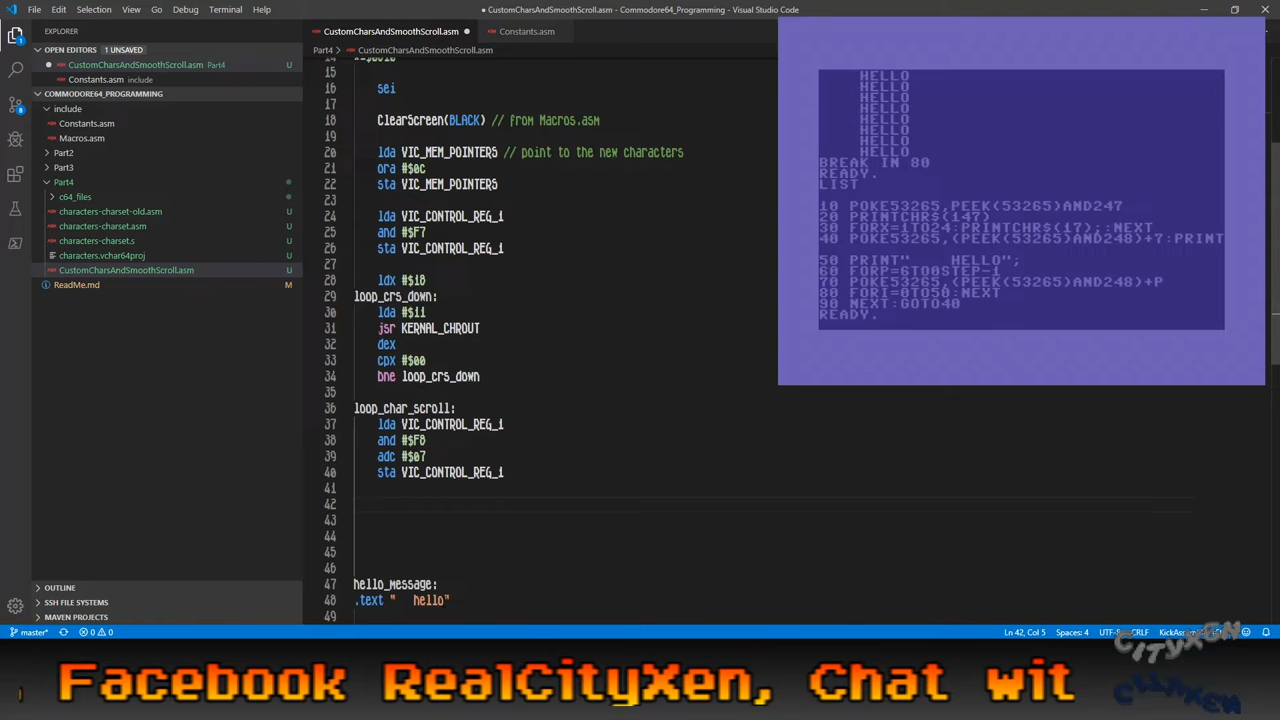 File Edit Selection View Go Debug Terminal Help
● CustomCharsAndSmoothScroll.asm - Commodore64_Programming - Visual Studio Code
EXPLORER
OPEN EDITORS 1 UNSAVED
CustomCharsAndSmoothScroll.asm Part4 U
Constants.asm include
COMMODORE64_PROGRAMMING
include
Constants.asm
Macros.asm
Part2
Part3
Part4
c64_files
characters-charset-old.asm U
characters-charset.asm U
characters-charset.s U
characters.vchar64proj U
CustomCharsAndSmoothScroll.asm U
ReadMe.md M
OUTLINE
SSH FILE SYSTEMS
MAVEN PROJECTS
8
CustomCharsAndSmoothScroll.asm ● Constants.asm
Part4 > CustomCharsAndSmoothScroll.asm
14
15
16 sei
17
18 ClearScreen(BLACK) // from Macros.asm
19
20 lda VIC_MEM_POINTERS // point to the new characters
21 ora #$0C
22 sta VIC_MEM_POINTERS
23
24 lda VIC_CONTROL_REG_1
25 and #$F7
26 sta VIC_CONTROL_REG_1
27
28 ldx #$18
29 loop_crs_down:
30 lda #$11
31 jsr KERNAL_CHROUT
32 dex
33 cpx #$00
34 bne loop_crs_down
35
36 loop_char_scroll:
37 lda VIC_CONTROL_REG_1
38 and #$F8
39 adc #$07
40 sta VIC_CONTROL_REG_1
41
42
43
44
45
46
47 hello_message:
48 .text " hello"
49
HELLO
HELLO
HELLO
HELLO
HELLO
HELLO
HELLO
HELLO
BREAK IN 80
READY.
LIST
10 POKE53265,PEEK(53265)AND247
20 PRINTCHR$(147)
30 FORX=1TO24:PRINTCHR$(17);:NEXT
40 POKE53265,(PEEK(53265)AND248)+7:PRINT
50 PRINT" HELLO";
60 FORP=6TO0STEP-1
70 POKE53265,(PEEK(53265)AND248)+P
80 FORI=0TO50:NEXT
90 NEXT:GOTO40
READY.
master* 0 0
Ln 42, Col 5 Spaces: 4 UTF-8 CRLF
Facebook RealCityXen, Chat wit
CITYXEN